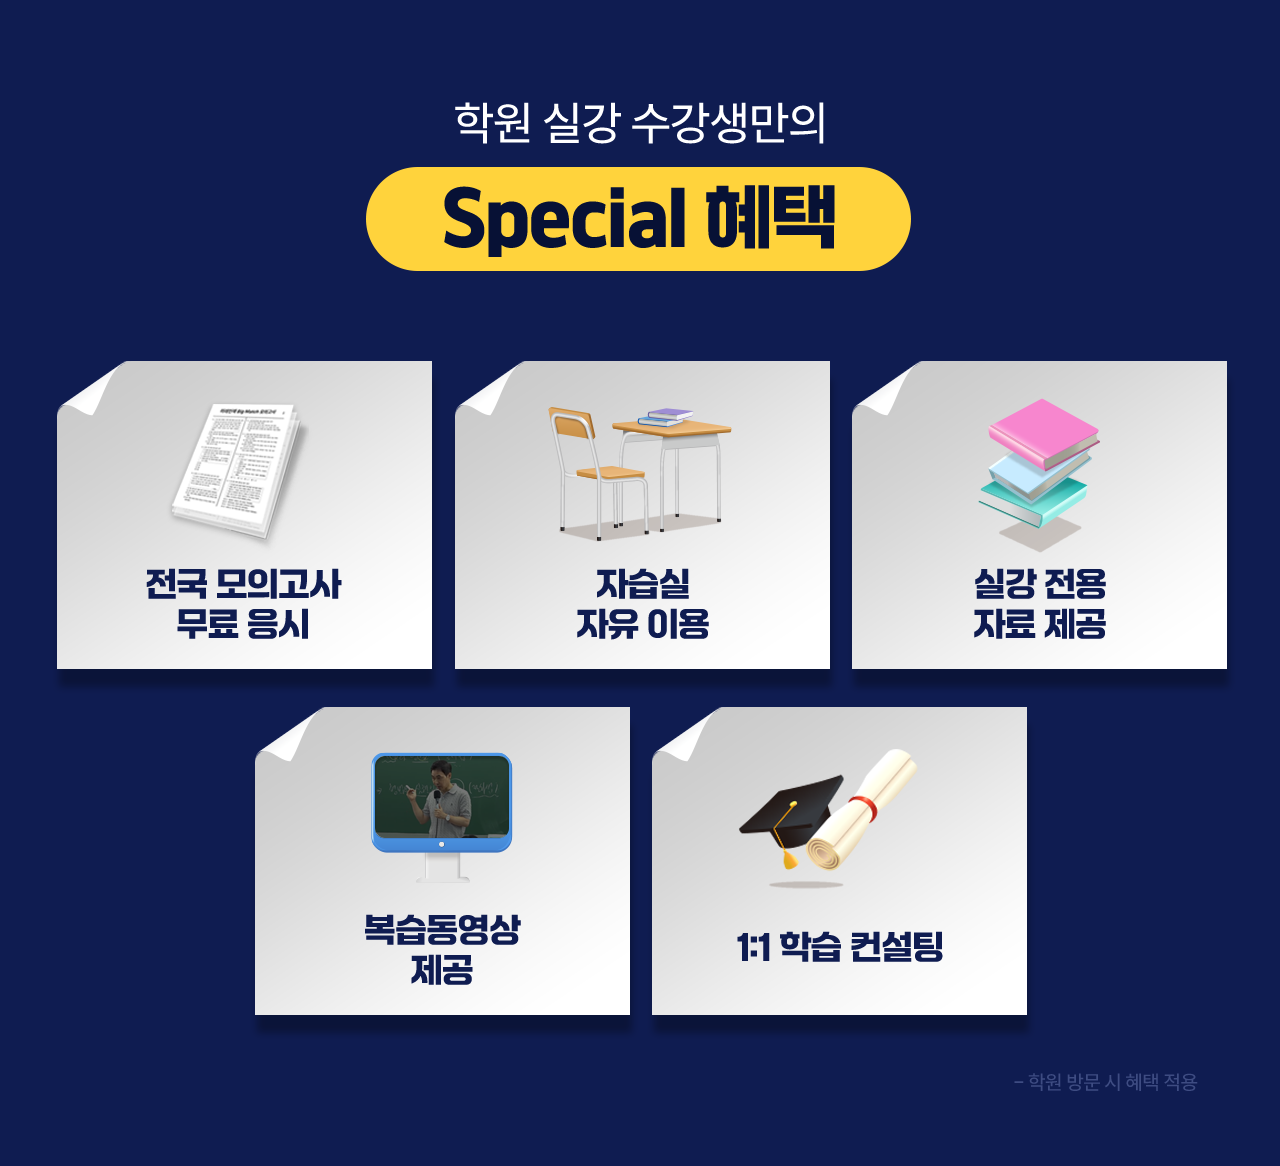 학원 실강 수강생만의
Special 혜택
전국 모의고사
무료 응시
자습실
자유 이용
실강 전용
자료 제공
복습동영상
제공
1:1 학습 컨설팅
- 학원 방문 시 혜택 적용